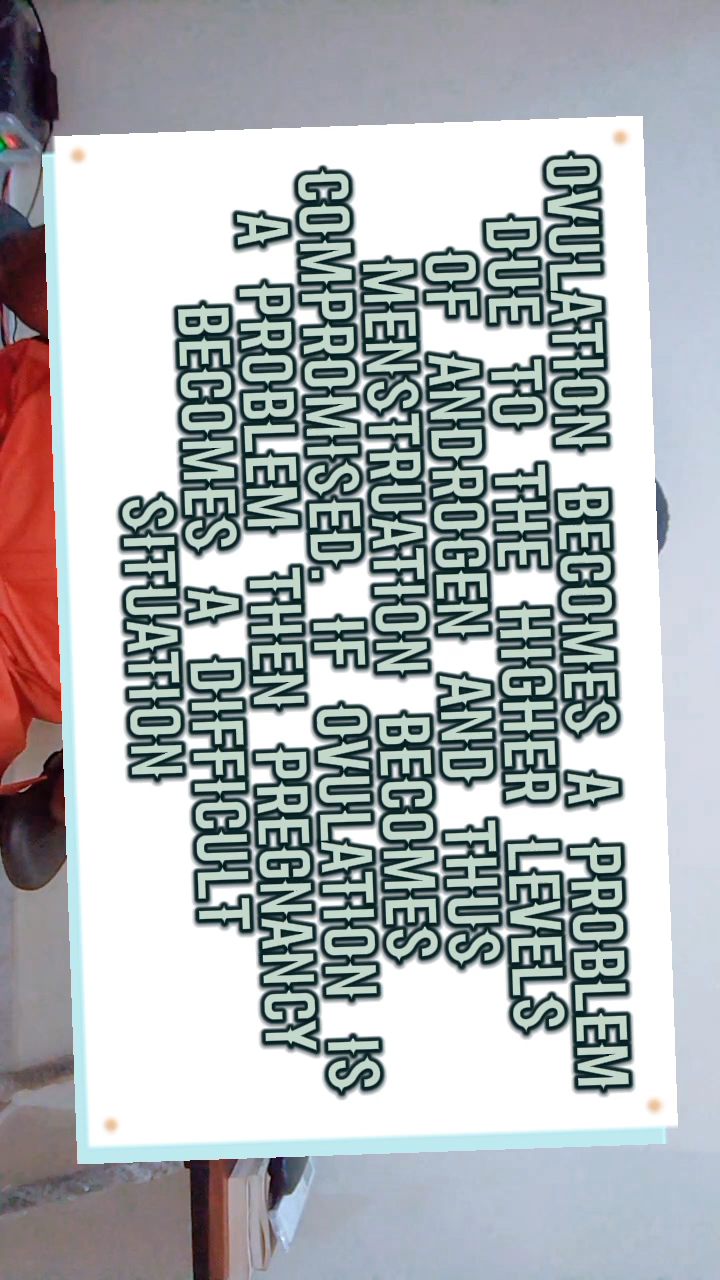 OVULATION BECOMES A PROBLEM
DUE TO THE HIGHER LEVELS
OF ANDROGEN AND THUS
MENSTRUATION BECOMES
COMPROMISED. IF OVULATION IS
A PROBLEM THEN PREGNANCY
BECOMES A DIFFICULT
SITUATION